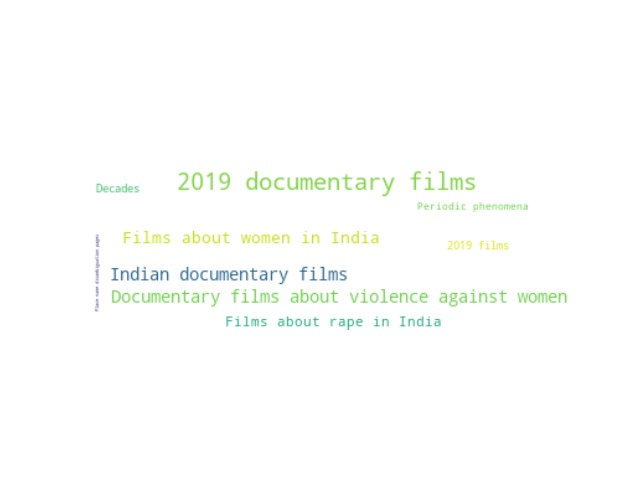 2019 documentary films
Decades
Periodic phenomena
Films about women in India
2019 films
Place name disambiguation pages
Indian documentary films
Documentary films about violence against women
Films about rape in India